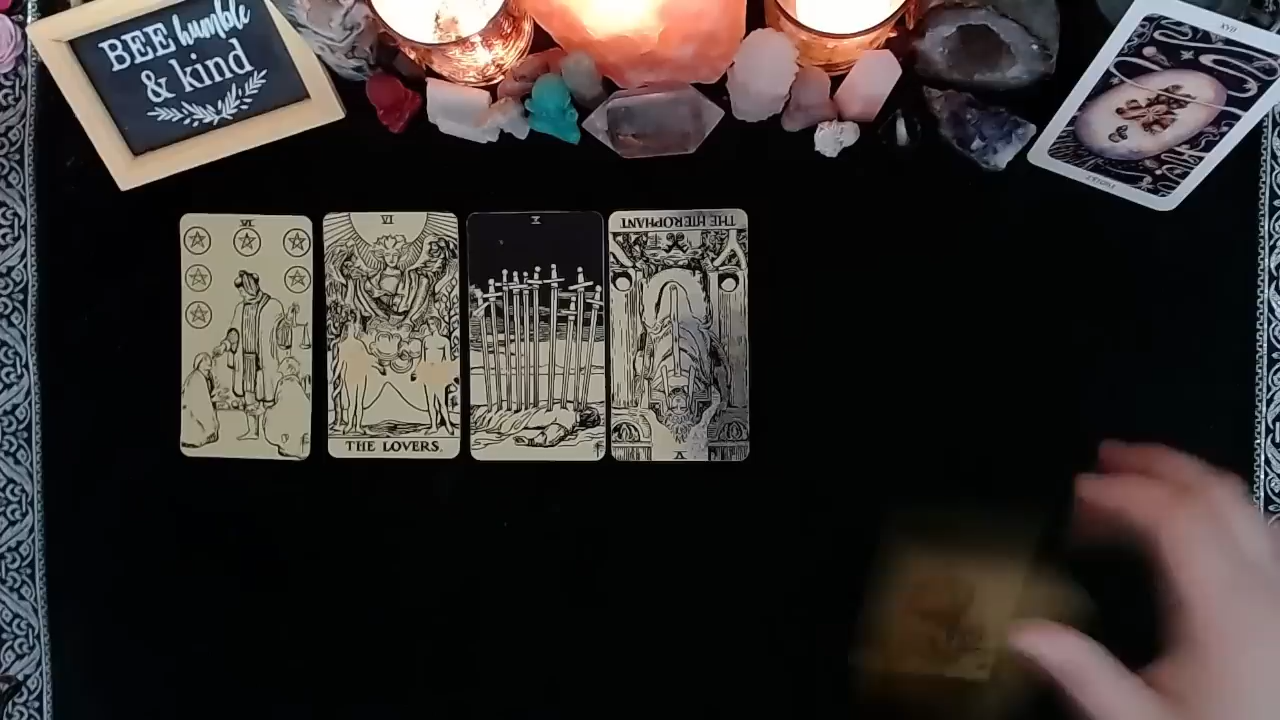 BEE humble
& kind
VI
VI
X
THE HIEROPHANT
THE LOVERS.
V